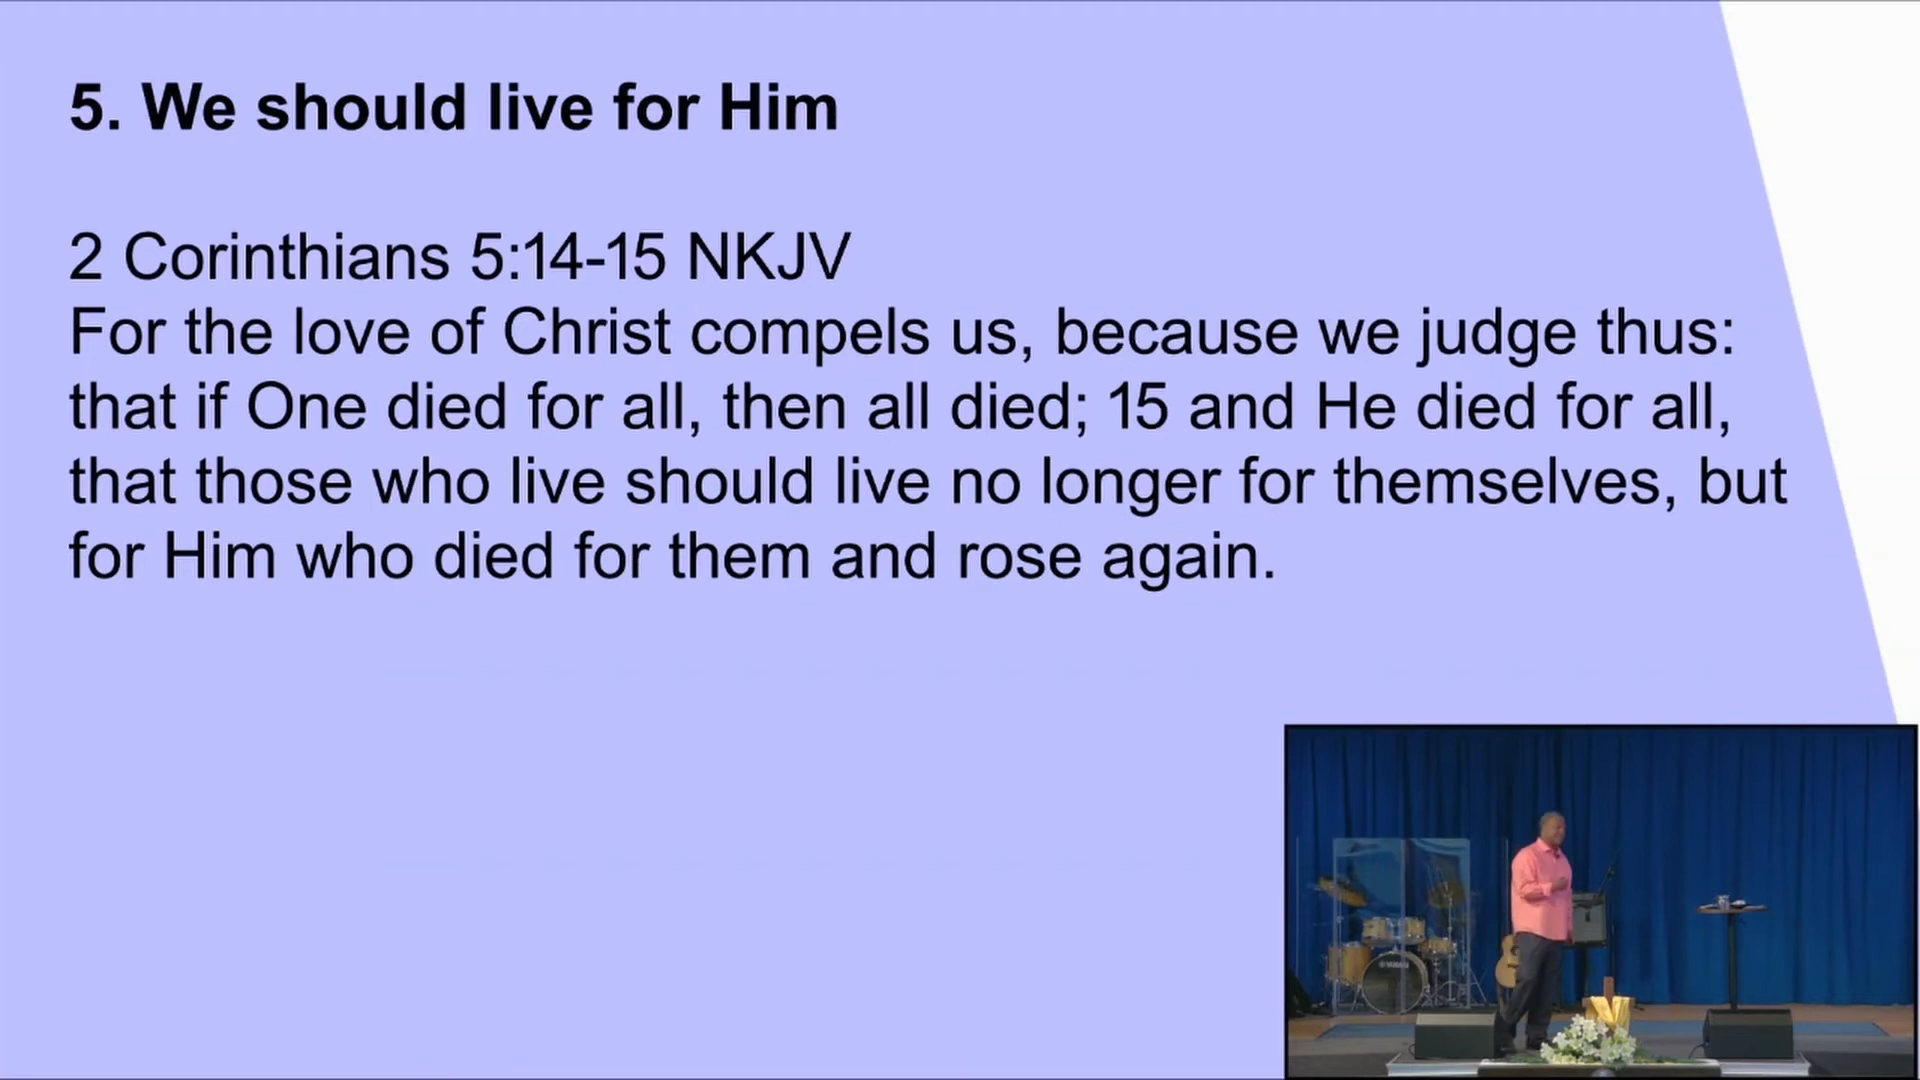 5. We should live for Him
2 Corinthians 5:14-15 NKJV
For the love of Christ compels us, because we judge thus:
that if One died for all, then all died; 15 and He died for all,
that those who live should live no longer for themselves, but
for Him who died for them and rose again.
YAMAHA